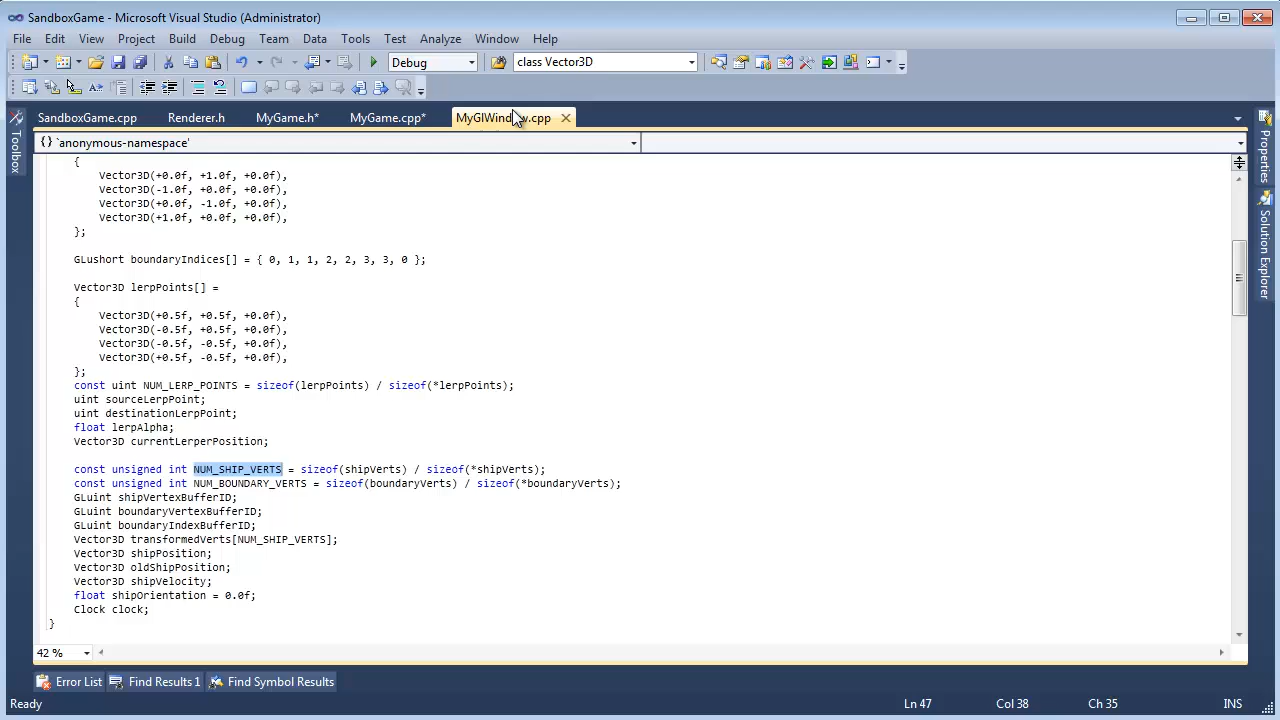 SandboxGame - Microsoft Visual Studio (Administrator)
File Edit View Project Build Debug Team Data Tools Test Analyze Window Help
Debug class Vector3D
SandboxGame.cpp Renderer.h MyGame.h* MyGame.cpp* MyGlWindow.cpp
{} `anonymous-namespace'
{
Vector3D(+0.0f, +1.0f, +0.0f),
Vector3D(-1.0f, +0.0f, +0.0f),
Vector3D(+0.0f, -1.0f, +0.0f),
Vector3D(+1.0f, +0.0f, +0.0f),
};
GLushort boundaryIndices[] = { 0, 1, 1, 2, 2, 3, 3, 0 };
Vector3D lerpPoints[] =
{
Vector3D(+0.5f, +0.5f, +0.0f),
Vector3D(-0.5f, +0.5f, +0.0f),
Vector3D(-0.5f, -0.5f, +0.0f),
Vector3D(+0.5f, -0.5f, +0.0f),
};
const uint NUM_LERP_POINTS = sizeof(lerpPoints) / sizeof(*lerpPoints);
uint sourceLerpPoint;
uint destinationLerpPoint;
float lerpAlpha;
Vector3D currentLerperPosition;
const unsigned int NUM_SHIP_VERTS = sizeof(shipVerts) / sizeof(*shipVerts);
const unsigned int NUM_BOUNDARY_VERTS = sizeof(boundaryVerts) / sizeof(*boundaryVerts);
GLuint shipVertexBufferID;
GLuint boundaryVertexBufferID;
GLuint boundaryIndexBufferID;
Vector3D transformedVerts[NUM_SHIP_VERTS];
Vector3D shipPosition;
Vector3D oldShipPosition;
Vector3D shipVelocity;
float shipOrientation = 0.0f;
Clock clock;
}
42 %
Toolbox
Properties
Solution Explorer
Error List Find Results 1 Find Symbol Results
Ready Ln 47 Col 38 Ch 35 INS